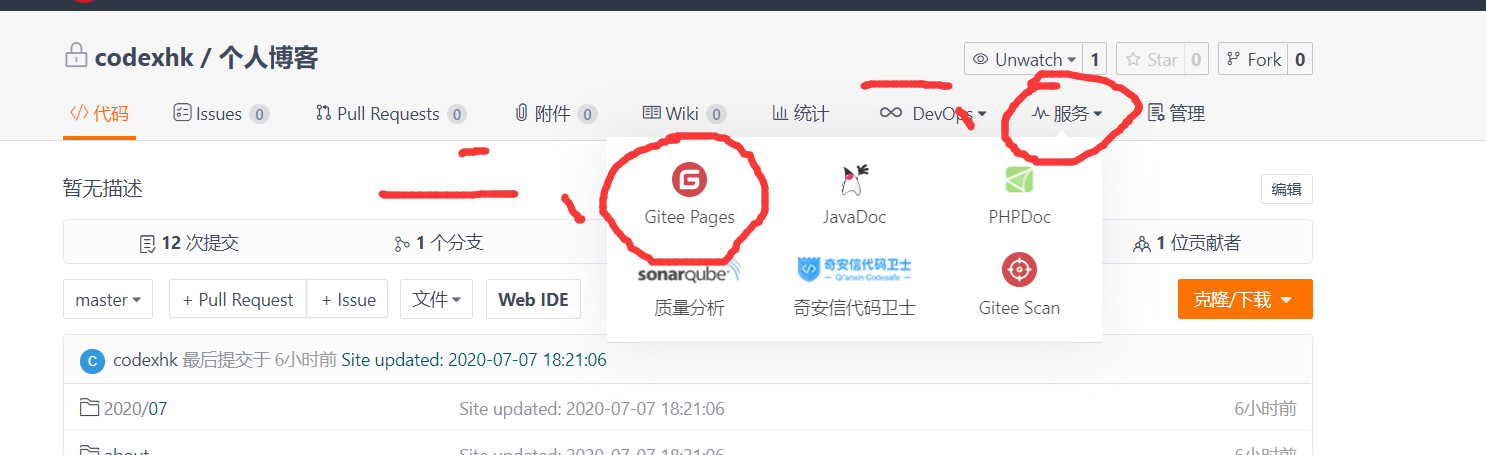 codexhk / 个人博客
Unwatch 1 Star 0 Fork 0
代码 Issues 0 Pull Requests 0 附件 0 Wiki 0 统计 DevOps 服务 管理
暂无描述
编辑
Gitee Pages JavaDoc PHPDoc
12 次提交 1 个分支 1 位贡献者
sonarqube 奇安信代码卫士
Qi'anxin Codesafe
质量分析 奇安信代码卫士 Gitee Scan
master + Pull Request + Issue 文件 Web IDE 克隆/下载
C codexhk 最后提交于 6小时前 Site updated: 2020-07-07 18:21:06
2020/07 Site updated: 2020-07-07 18:21:06 6小时前
about Site updated: 2020-07-07 18:21:06 6小时前